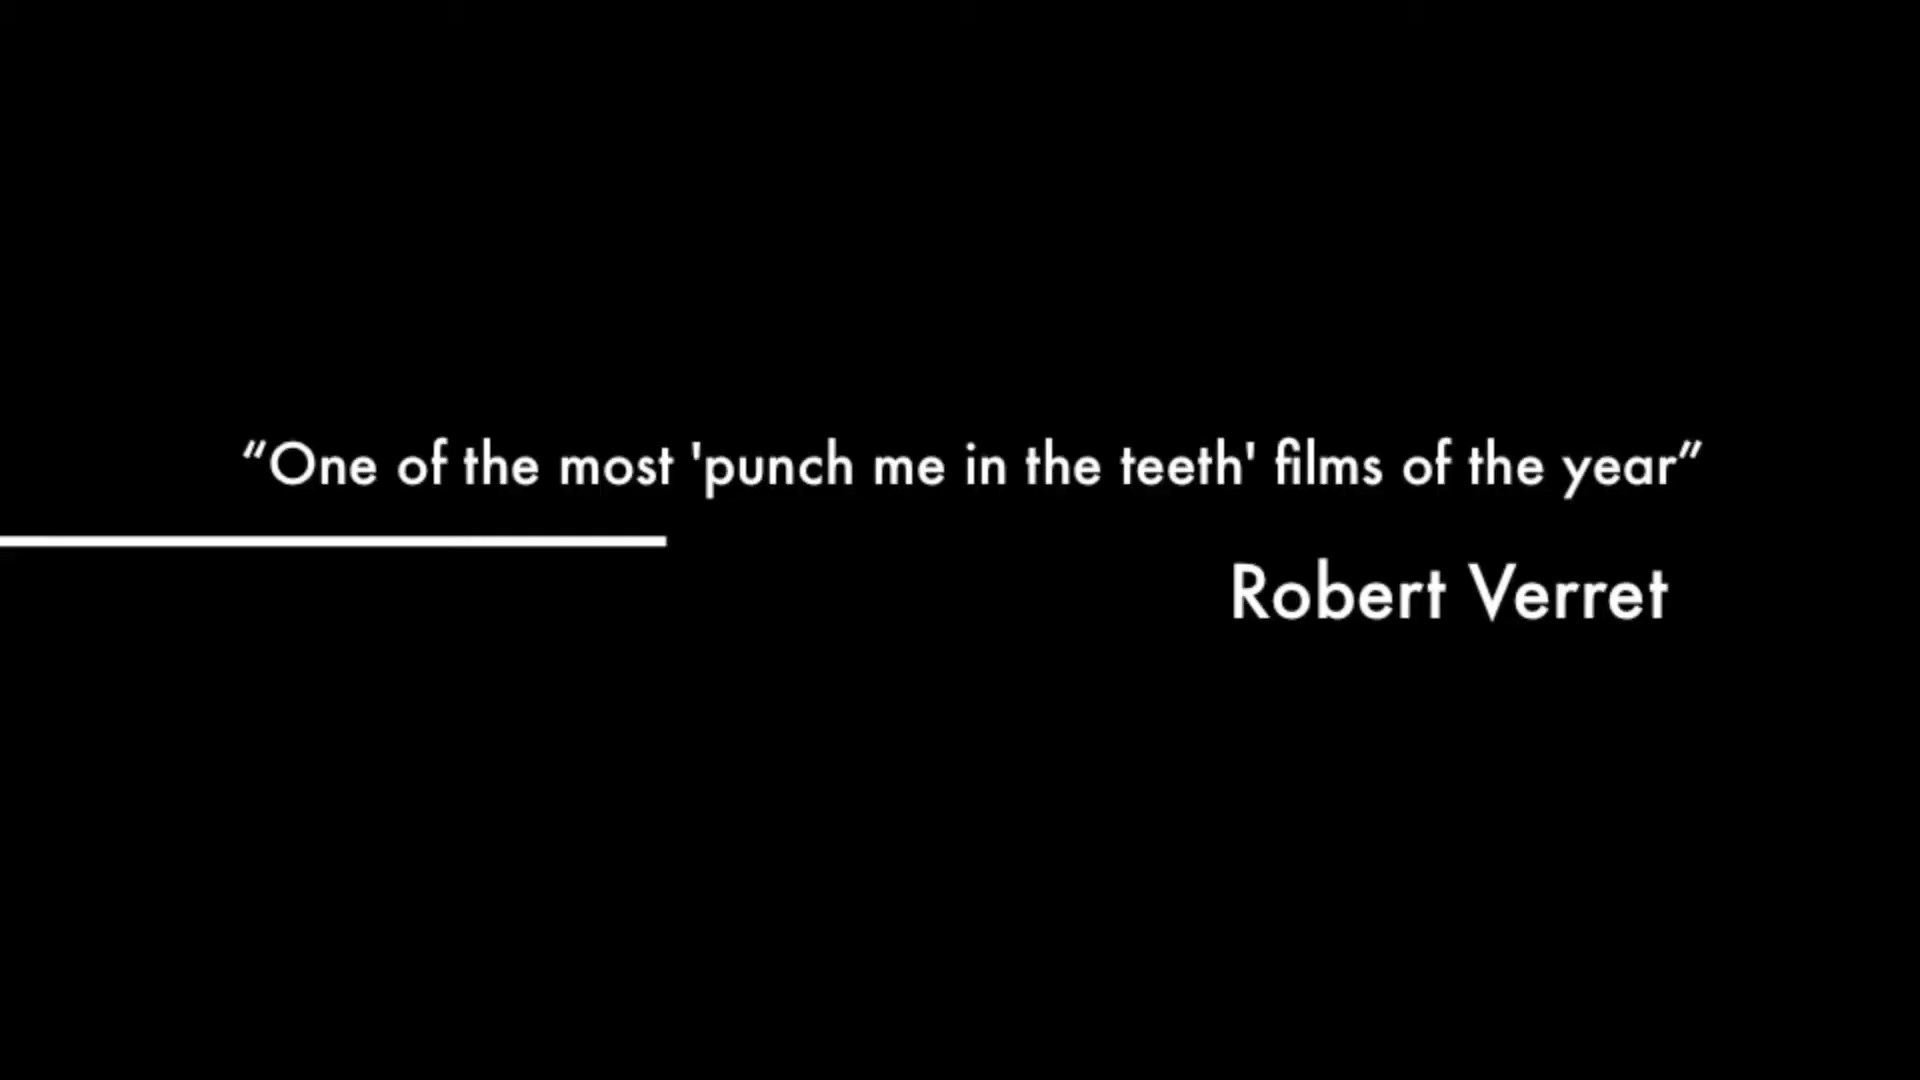 “One of the most 'punch me in the teeth' films of the year”
Robert Verret